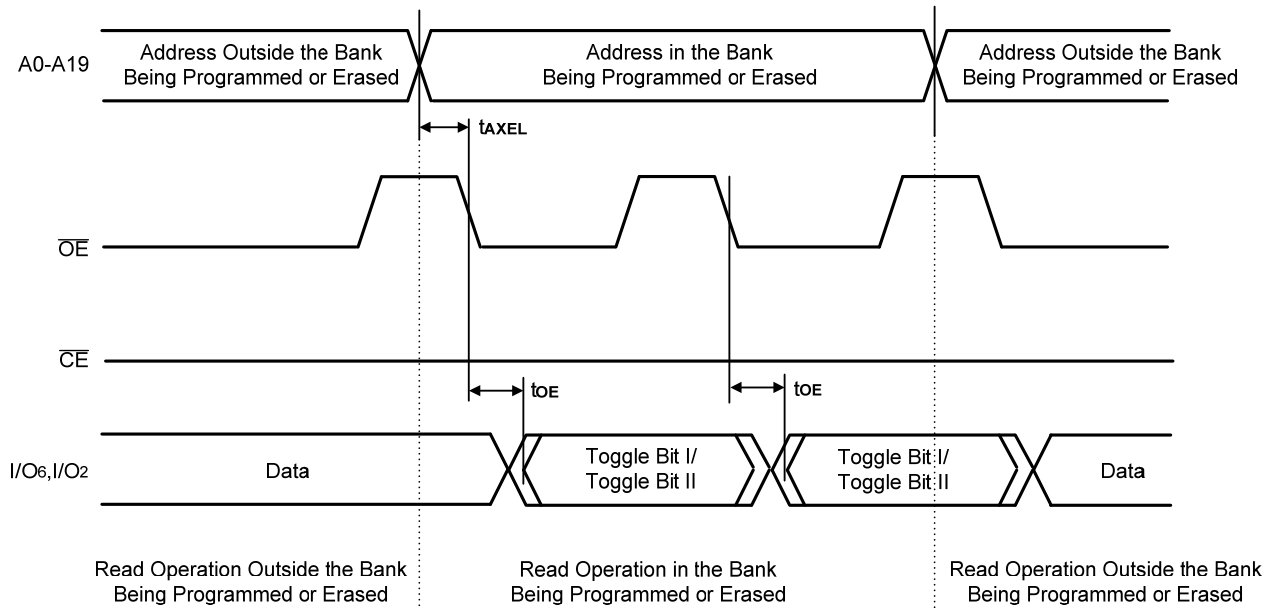 Address Outside the Bank
Being Programmed or Erased
Address in the Bank
Being Programmed or Erased
Address Outside the Bank
Being Programmed or Erased
A0-A19
tAXEL
OE
CE
tOE
tOE
I/O6,I/O2
Data
Toggle Bit I/
Toggle Bit II
Toggle Bit I/
Toggle Bit II
Data
Read Operation Outside the Bank
Being Programmed or Erased
Read Operation in the Bank
Being Programmed or Erased
Read Operation Outside the Bank
Being Programmed or Erased